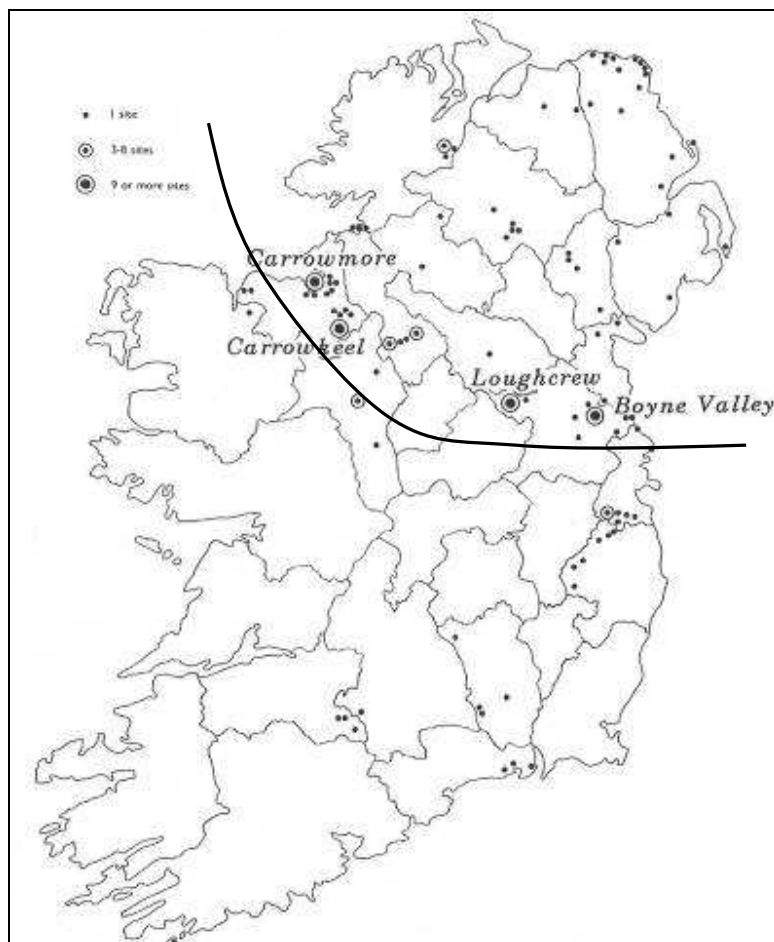 1 site
3-8 sites
9 or more sites
Carrowmore
Carrowkeel
Loughcrew
Boyne Valley